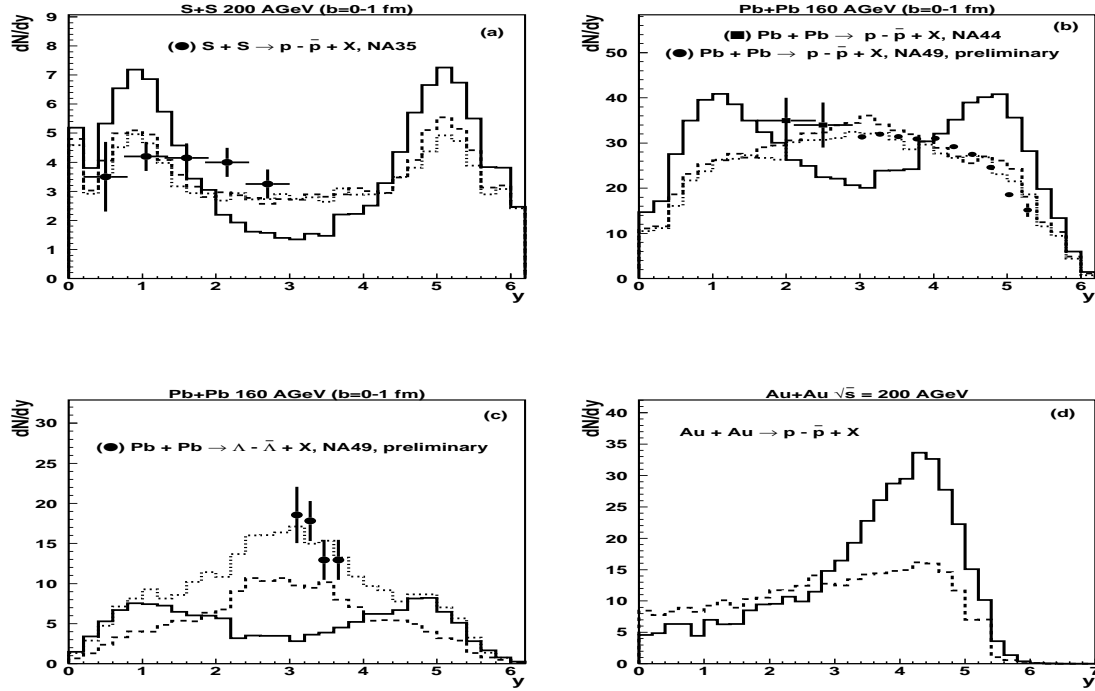 S+S 200 AGeV (b=0-1 fm)
dN/dy
(a)
(●) S + S → p - p̄ + X, NA35
9
8
7
6
5
4
3
2
1
0
0 1 2 3 4 5 6
y
Pb+Pb 160 AGeV (b=0-1 fm)
dN/dy
(b)
(■) Pb + Pb → p - p̄ + X, NA44
(●) Pb + Pb → p - p̄ + X, NA49, preliminary
50
40
30
20
10
0
0 1 2 3 4 5 6
y
Pb+Pb 160 AGeV (b=0-1 fm)
dN/dy
(c)
(●) Pb + Pb → Λ - Λ̄ + X, NA49, preliminary
30
25
20
15
10
5
0
0 1 2 3 4 5 6
y
Au+Au √s̄ = 200 AGeV
dN/dy
(d)
Au + Au → p - p̄ + X
40
35
30
25
20
15
10
5
0
0 1 2 3 4 5 6 7
y